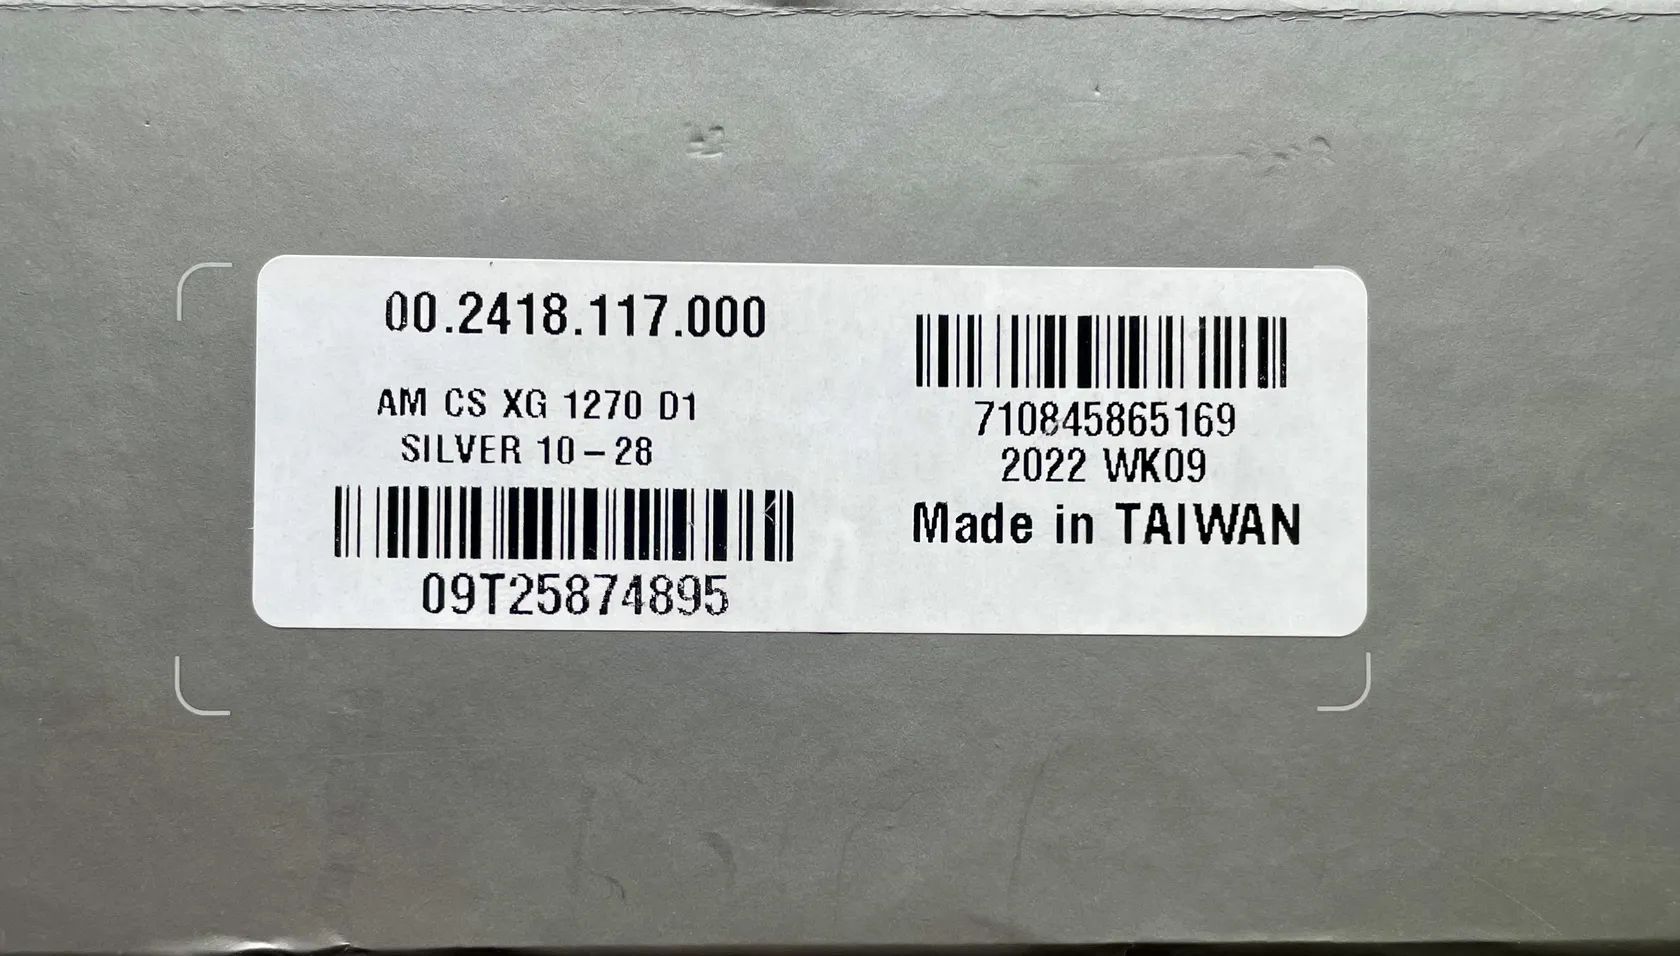 00.2418.117.000
AM CS XG 1270 D1
SILVER 10-28
09T25874895
710845865169
2022 WK09
Made in TAIWAN